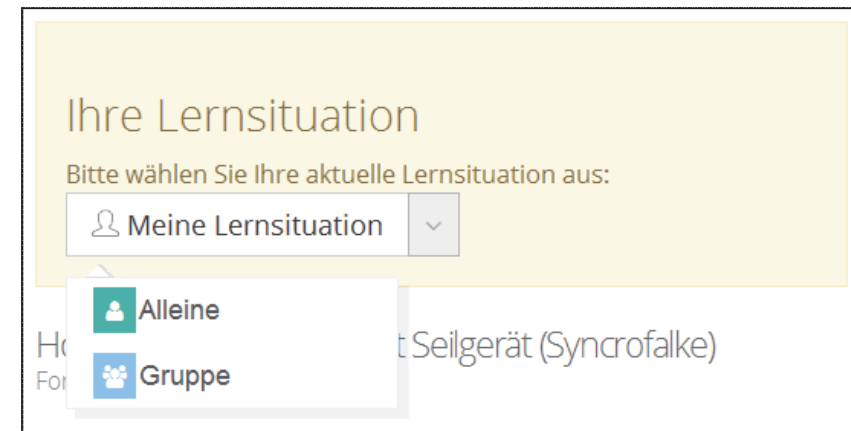 Ihre Lernsituation
Bitte wählen Sie Ihre aktuelle Lernsituation aus:
Meine Lernsituation
Alleine
Seilgerät (Syncrofalke)
Gruppe